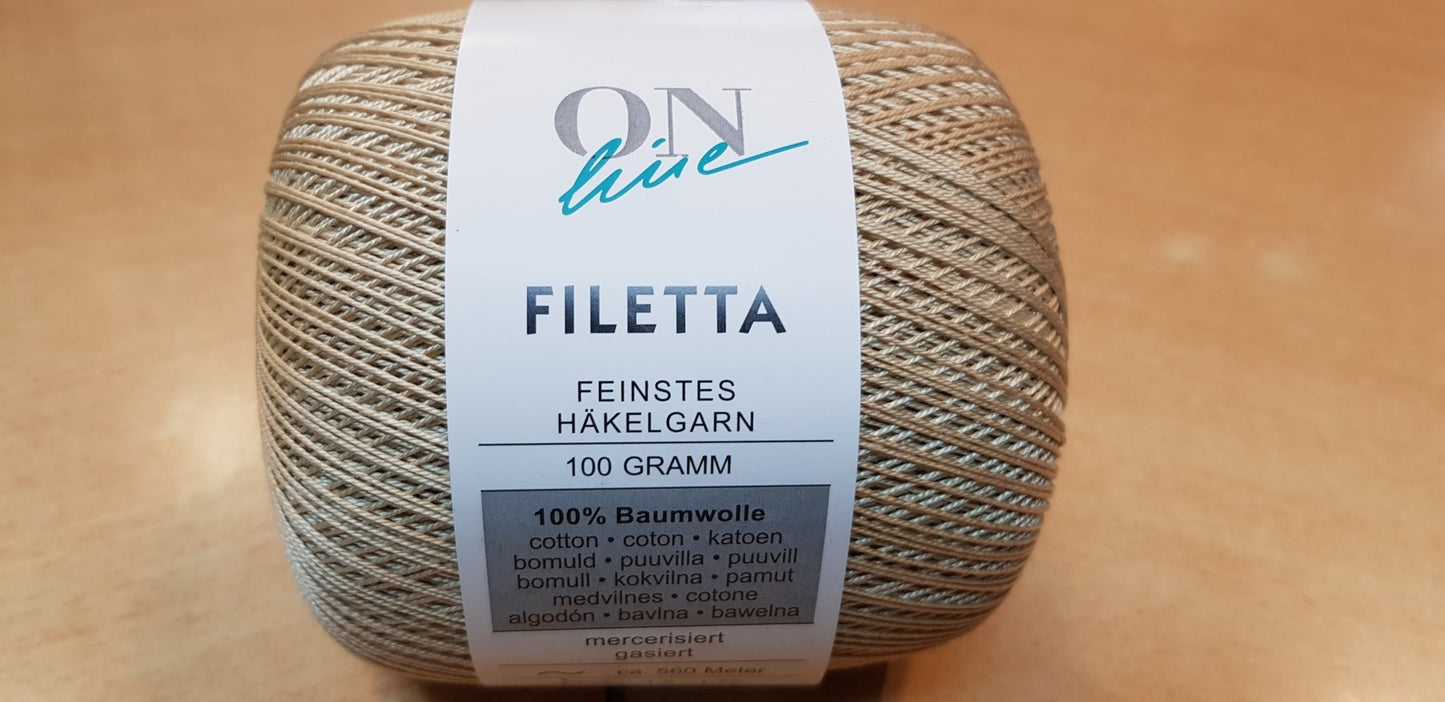 ON
line
FILETTA
FEINSTES
HÄKELGARN
100 GRAMM
100% Baumwolle
cotton • coton • katoen
bomuld • puuvilla • puuvill
bomull • kokvilna • pamut
medvilnes • cotone
algodón • bavlna • bawelna
mercerisiert
gasiert
ca. 560 Meter